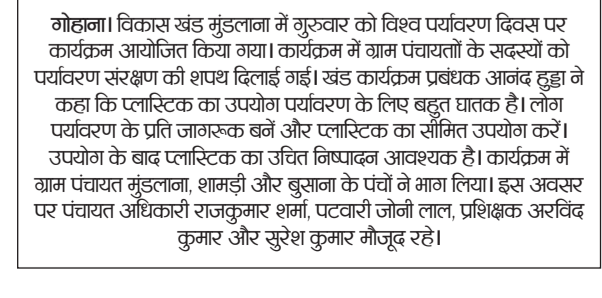 गोहाना। विकास खंड मुंडलाना में गुरुवार को विश्व पर्यावरण दिवस पर
कार्यक्रम आयोजित किया गया। कार्यक्रम में ग्राम पंचायताों के सदस्यों को
पर्यावरण संरक्षण की शपथ दिलाई गई। खंड कार्यक्रम प्रबंधक आनंद हुड्डा ने
कहा कि प्लास्टिक का उपयोग पर्यावरण के लिए बहुत घातक है। लोग
पर्यावरण के प्रति जागरूक बनें और प्लास्टिक का सीमित उपयोग करें।
उपयोग के बाद प्लास्टिक का उचित निष्पादन आवश्यक है। कार्यक्रम में
ग्राम पंचायत मुंडलाना, शामड़ी और बुसाना के पंचों ने भाग लिया। इस अवसर
पर पंचायत अधिकारी राजकुमार शर्मा, पटवारी जोनी लाल, प्रशिक्षक अरविंद
कुमार और सुरेश कुमार मौजूद रहे।